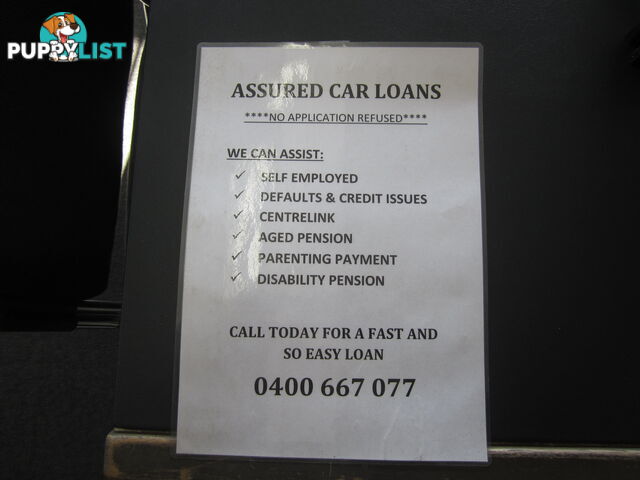 PUPPYLIST
ASSURED CAR LOANS
****NO APPLICATION REFUSED****
WE CAN ASSIST:
✓ SELF EMPLOYED
✓ DEFAULTS & CREDIT ISSUES
✓ CENTRELINK
✓ AGED PENSION
✓ PARENTING PAYMENT
✓ DISABILITY PENSION
CALL TODAY FOR A FAST AND
SO EASY LOAN
0400 667 077